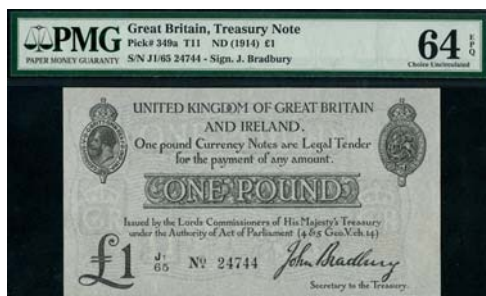 PMG
PAPER MONEY GUARANTY
Great Britain, Treasury Note
Pick# 349a T11 ND (1914) £1
S/N J1/65 24744 - Sign. J. Bradbury
64 EPQ
Choice Uncirculated
UNITED KINGDOM OF GREAT BRITAIN
AND IRELAND.
One pound Currency Notes are Legal Tender
for the payment of any amount.
ONE POUND
Issued by the Lords Commissioners of His Majesty's Treasury
under the Authority of Act of Parliament (4 & 5 Geo.V. ch.14)
£1 J1/65 No 24744 John Bradbury
Secretary to the Treasury.